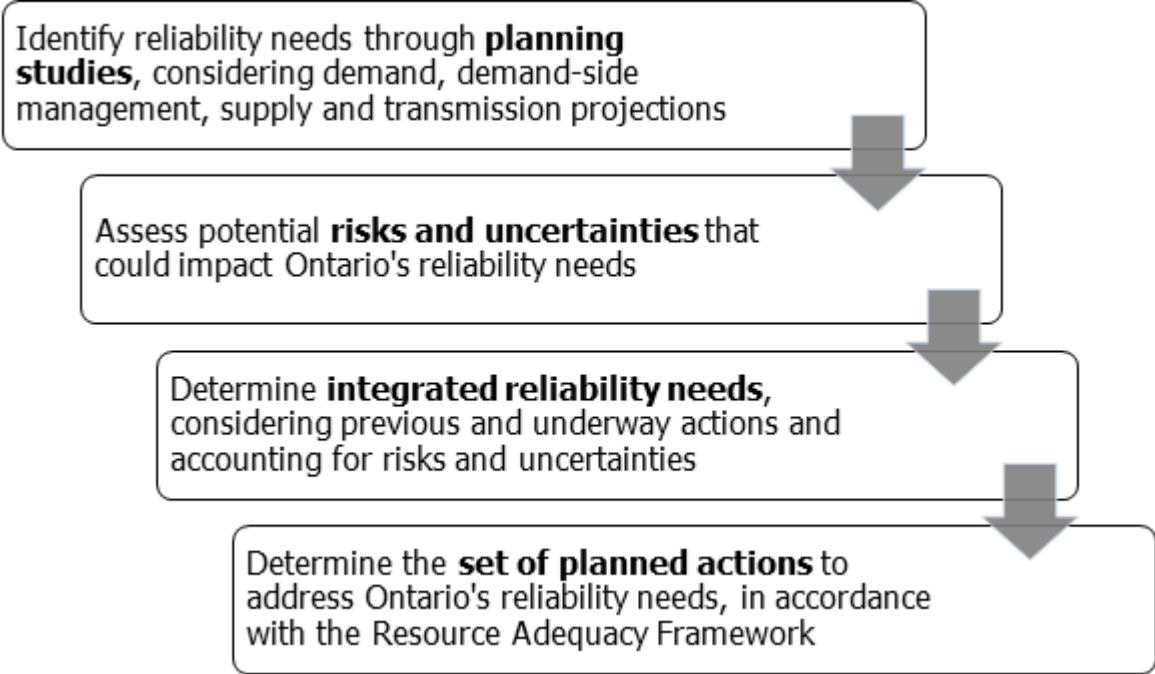 Identify reliability needs through planning
studies, considering demand, demand-side
management, supply and transmission projections
Assess potential risks and uncertainties that
could impact Ontario's reliability needs
Determine integrated reliability needs,
considering previous and underway actions and
accounting for risks and uncertainties
Determine the set of planned actions to
address Ontario's reliability needs, in accordance
with the Resource Adequacy Framework